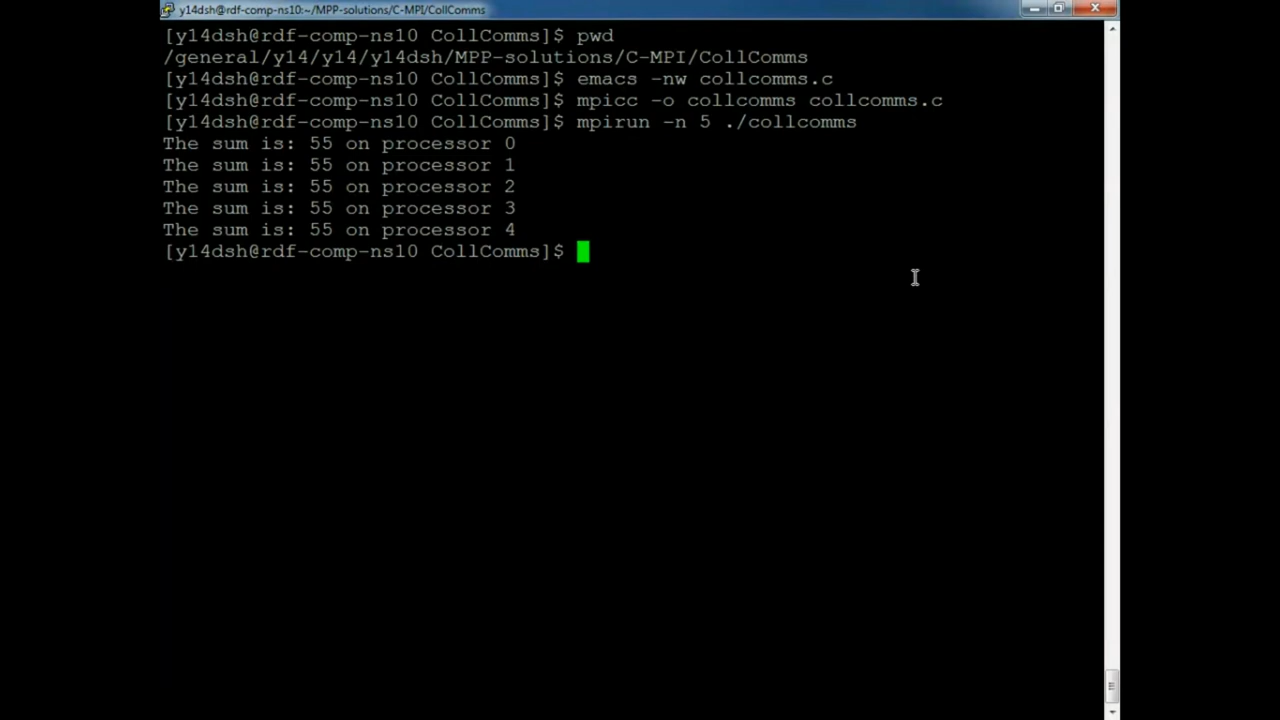 y14dsh@rdf-comp-ns10:~/MPP-solutions/C-MPI/CollComms
[y14dsh@rdf-comp-ns10 CollComms]$ pwd
/general/y14/y14/y14dsh/MPP-solutions/C-MPI/CollComms
[y14dsh@rdf-comp-ns10 CollComms]$ emacs -nw collcomms.c
[y14dsh@rdf-comp-ns10 CollComms]$ mpicc -o collcomms collcomms.c
[y14dsh@rdf-comp-ns10 CollComms]$ mpirun -n 5 ./collcomms
The sum is: 55 on processor 0
The sum is: 55 on processor 1
The sum is: 55 on processor 2
The sum is: 55 on processor 3
The sum is: 55 on processor 4
[y14dsh@rdf-comp-ns10 CollComms]$